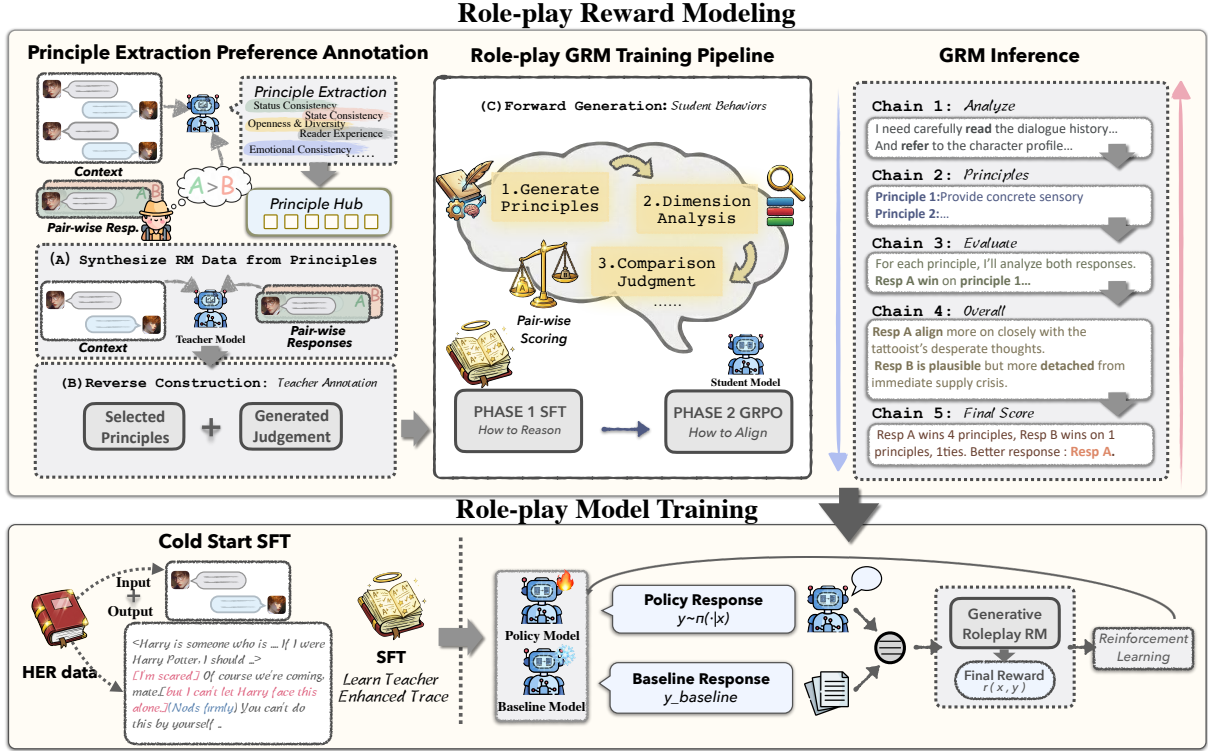 Role-play Reward Modeling
Principle Extraction Preference Annotation
Principle Extraction
Status Consistency
State Consistency
Openness & Diversity
Reader Experience
Emotional Consistency
......
Context
A>B
A B
Pair-wise Resp.
Principle Hub
(A) Synthesize RM Data from Principles
A B
Context
Teacher Model
Pair-wise
Responses
(B)Reverse Construction: Teacher Annotation
Selected
Principles
+
Generated
Judgement
Role-play GRM Training Pipeline
(C)Forward Generation: Student Behaviors
1.Generate
Principles
2.Dimension
Analysis
3.Comparison
Judgment
......
Pair-wise
Scoring
Student Model
PHASE 1 SFT
How to Reason
PHASE 2 GRPO
How to Align
GRM Inference
Chain 1: Analyze
I need carefully read the dialogue history...
And refer to the character profile...
Chain 2: Principles
Principle 1:Provide concrete sensory
Principle 2:...
Chain 3: Evaluate
For each principle, I'll analyze both responses.
Resp A win on principle 1...
Chain 4: Overall
Resp A align more on closely with the
tattooist's desperate thoughts.
Resp B is plausible but more detached from
immediate supply crisis.
Chain 5: Final Score
Resp A wins 4 principles, Resp B wins on 1
principles, 1ties. Better response : Resp A.
Role-play Model Training
Cold Start SFT
HER data
Input
+
Output
<Harry is someone who is .... If I were
Harry Potter, I should ...>
[I'm scared] Of course we're coming,
mate.[but I can't let Harry face this
alone.](Nods firmly) You can't do
this by yourself ..
SFT
Learn Teacher
Enhanced Trace
Policy Model
Baseline Model
Policy Response
y~π(·|x)
Baseline Response
y_baseline
Generative
Roleplay RM
Final Reward
r(x,y)
Reinforcement
Learning